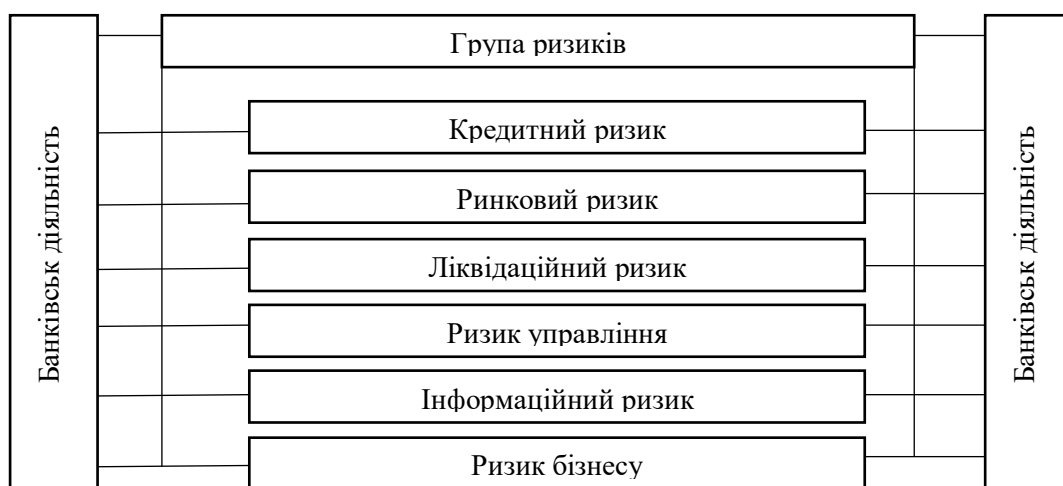 Банківськ діяльність
Група ризиків
Кредитний ризик
Ринковий ризик
Ліквідаційний ризик
Ризик управління
Інформаційний ризик
Ризик бізнесу
Банківськ діяльність